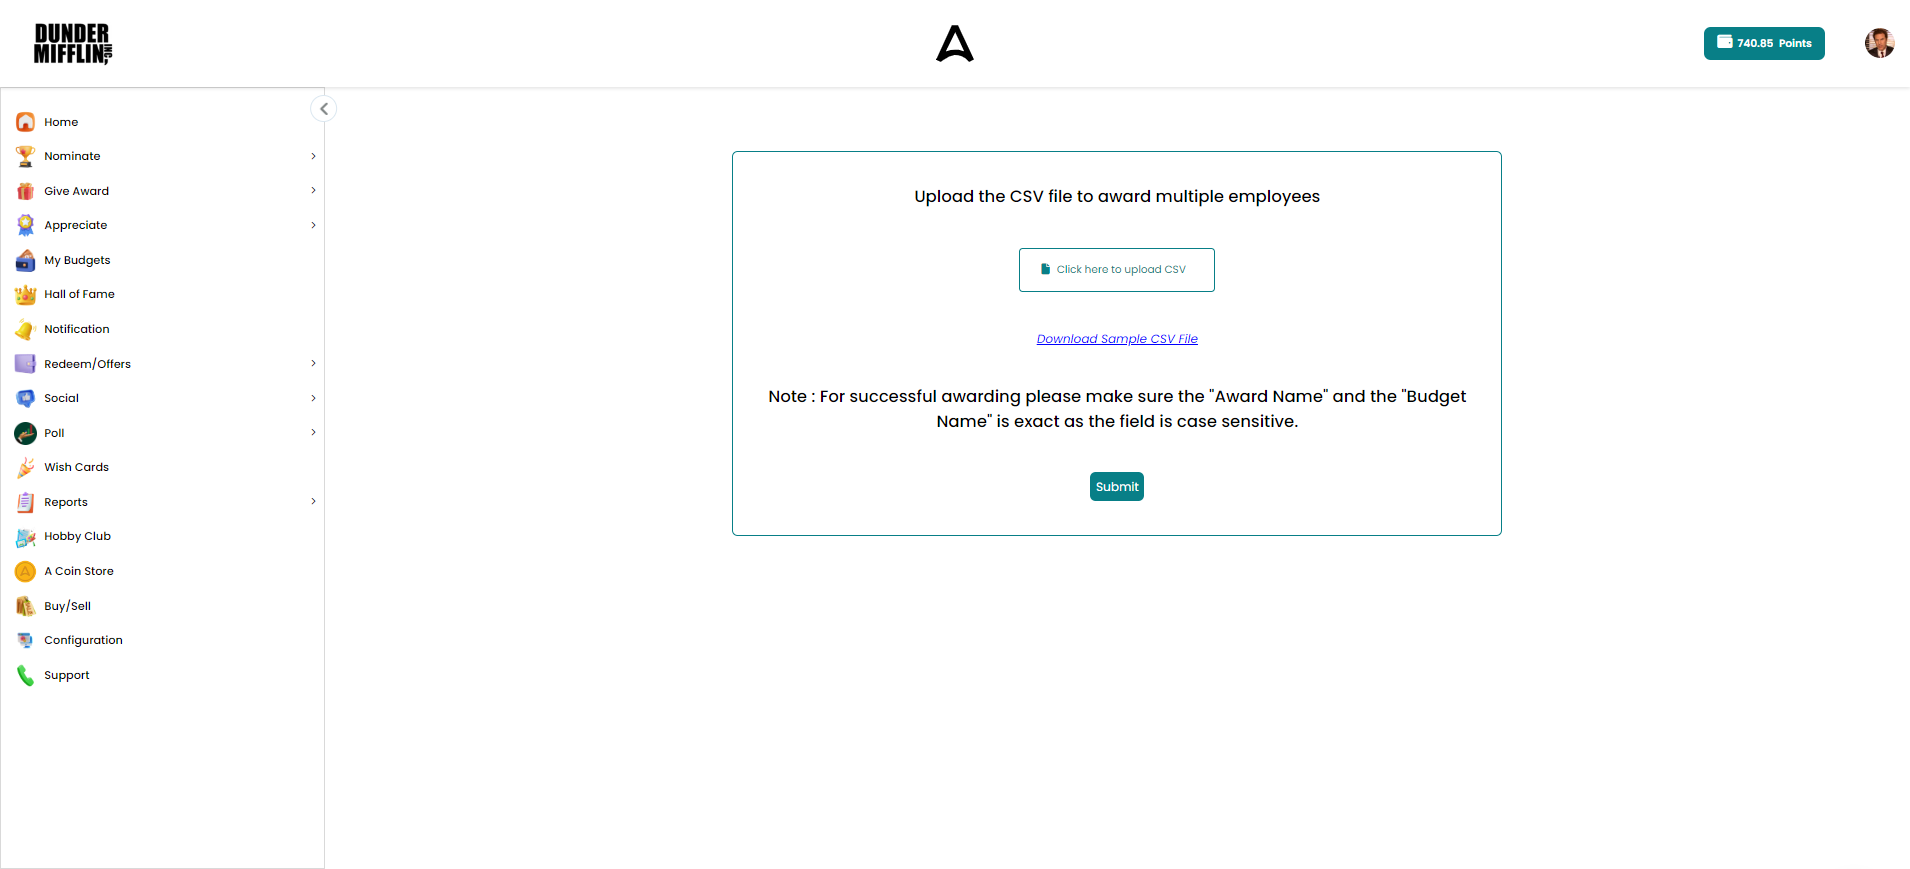 DUNDER
MIFFLIN, INC
A
740.85 Points
Home
Nominate
Give Award
Appreciate
My Budgets
Hall of Fame
Notification
Redeem/Offers
Social
Poll
Wish Cards
Reports
Hobby Club
A Coin Store
Buy/Sell
Configuration
Support
Upload the CSV file to award multiple employees
Click here to upload CSV
Download Sample CSV File
Note : For successful awarding please make sure the "Award Name" and the "Budget
Name" is exact as the field is case sensitive.
Submit